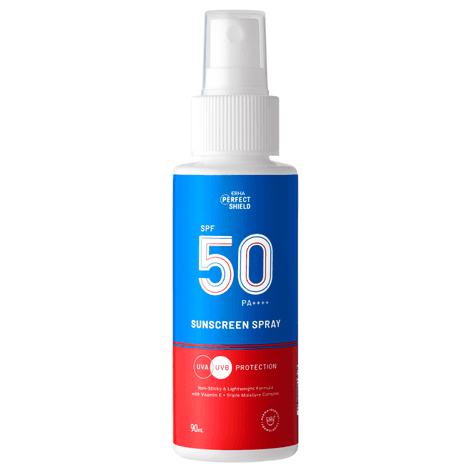 ERHA
PERFECT
SHIELD
SPF
50
PA++++
SUNSCREEN SPRAY
UVA UVB PROTECTION
Non-Sticky & Lightweight Formula
with Vitamin E + Triple Moisture Complex
90mL